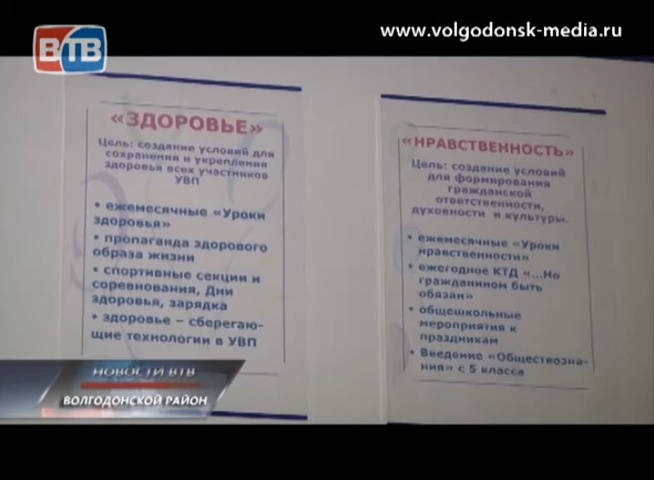 ВТВ
www.volgodonsk-media.ru
«ЗДОРОВЬЕ»
Цель: создание условий для
сохранения и укрепления
здоровья всех участников
УВП
• ежемесячные «Уроки
здоровья»
• пропаганда здорового
образа жизни
• спортивные секции и
соревнования, Дни
здоровья, зарядка
• здоровье – сберегаю-
щие технологии в УВП
«НРАВСТВЕННОСТЬ»
Цель: создание условий
для формирования
гражданской
ответственности,
духовности и культуры.
• ежемесячные «Уроки
нравственности»
• ежегодное КТД «...Но
гражданином быть
обязан»
• общешкольные
мероприятия к
праздникам
• Введение «Обществозна-
ния» с 5 класса
НОВОСТИ ВТВ
ВОЛГОДОНСКОЙ РАЙОН